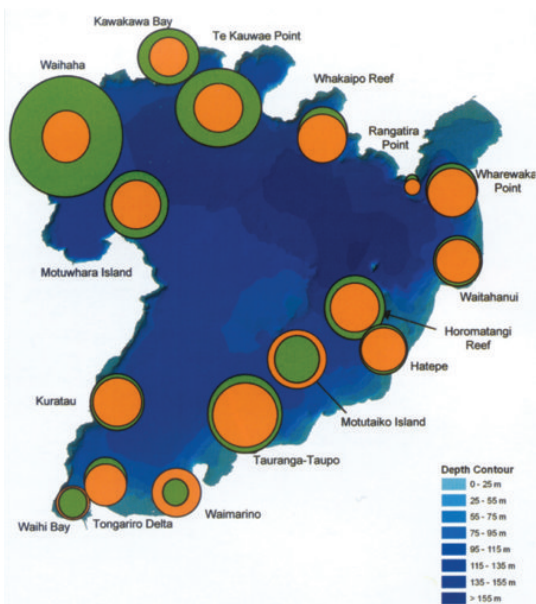 Kawakawa Bay
Te Kauwae Point
Waihaha
Whakaipo Reef
Rangatira
Point
Wharewaka
Point
Motuwhara Island
Waitahanui
Horomatangi
Reef
Hatepe
Kuratau
Motutaiko Island
Tauranga-Taupo
Waihi Bay
Tongariro Delta
Waimarino
Depth Contour
0 - 25 m
25 - 55 m
55 - 75 m
75 - 95 m
95 - 115 m
115 - 135 m
135 - 155 m
> 155 m